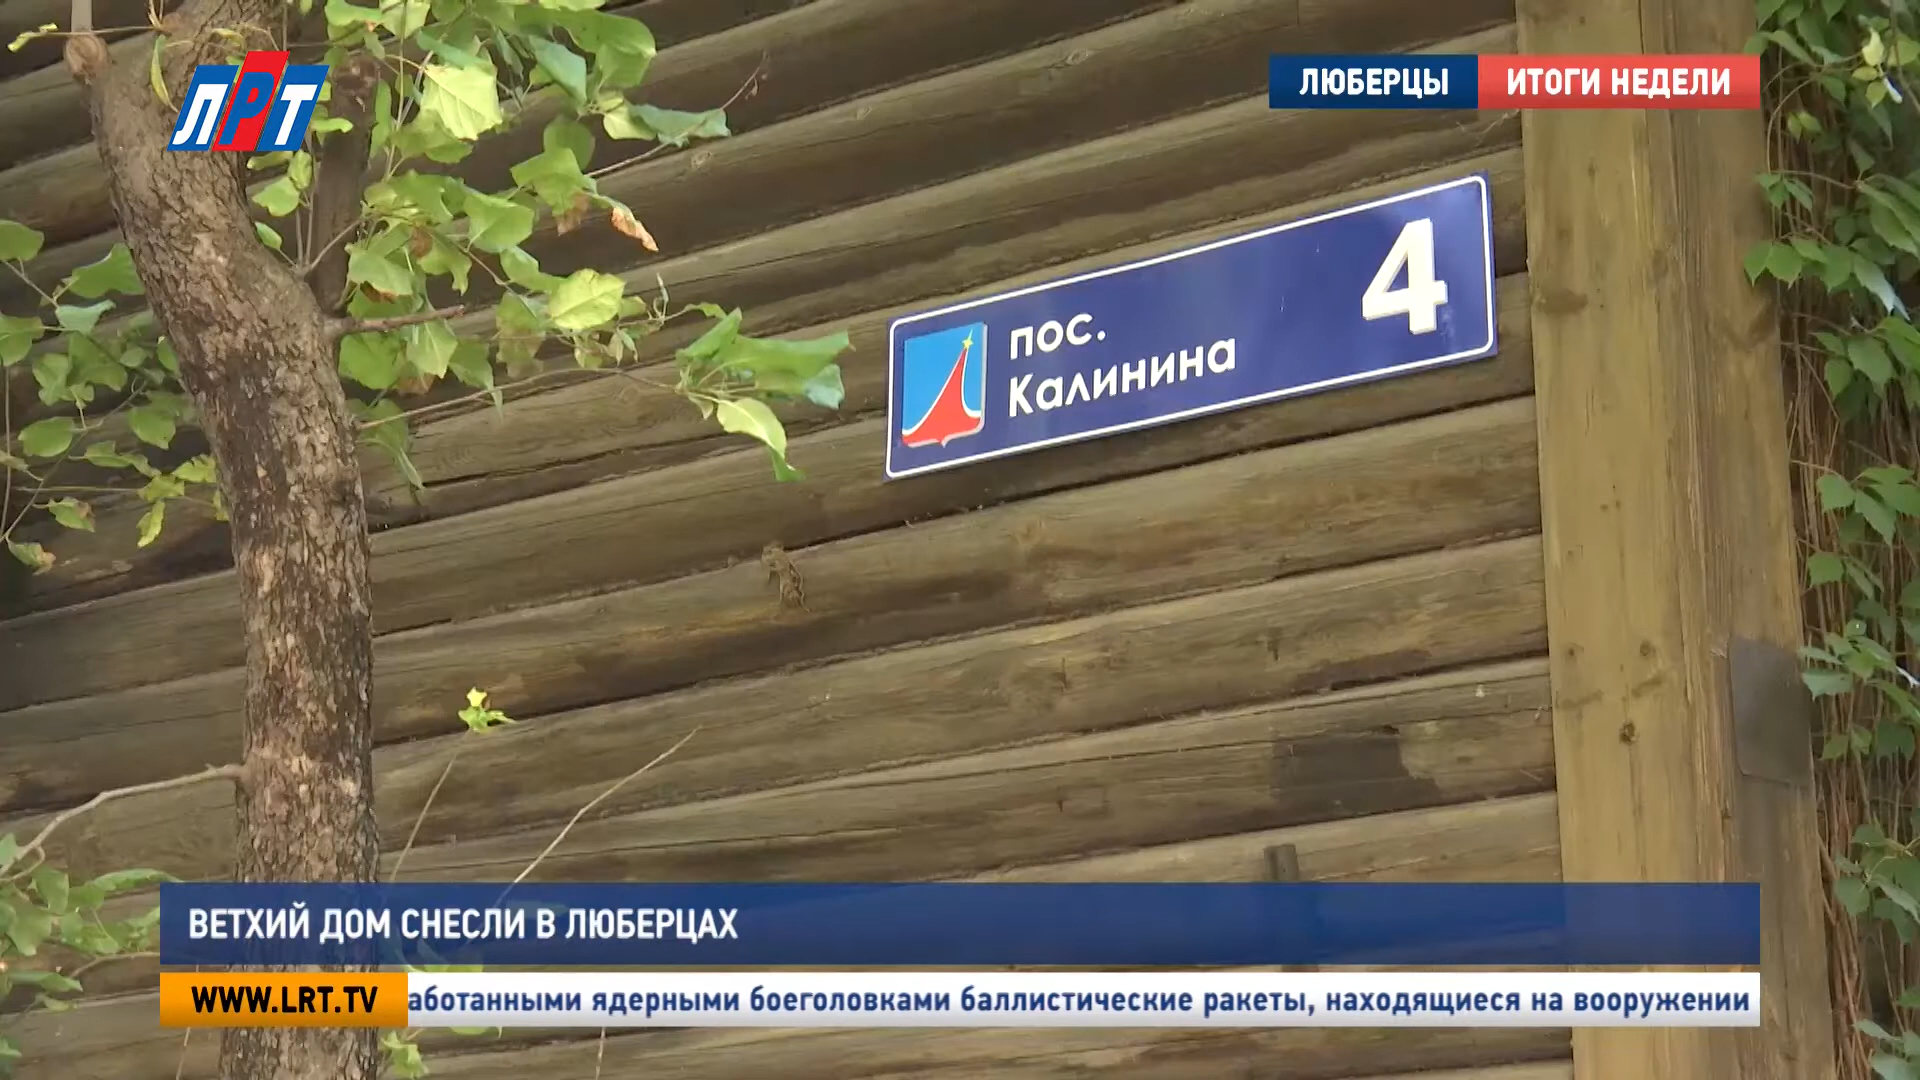 ЛРТ
ЛЮБЕРЦЫ ИТОГИ НЕДЕЛИ
пос.
Калинина
4
ВЕТХИЙ ДОМ СНЕСЛИ В ЛЮБЕРЦАХ
WWW.LRT.TV аботанными ядерными боеголовками баллистические ракеты, находящиеся на вооружении